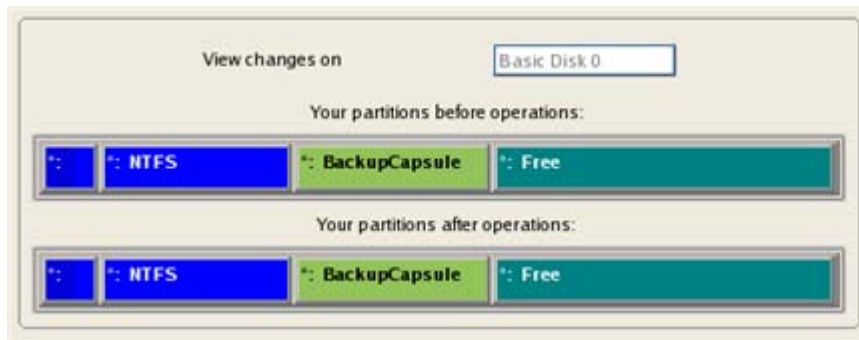 View changes on Basic Disk 0
Your partitions before operations:
*: *: NTFS *: BackupCapsule *: Free
Your partitions after operations:
*: *: NTFS *: BackupCapsule *: Free